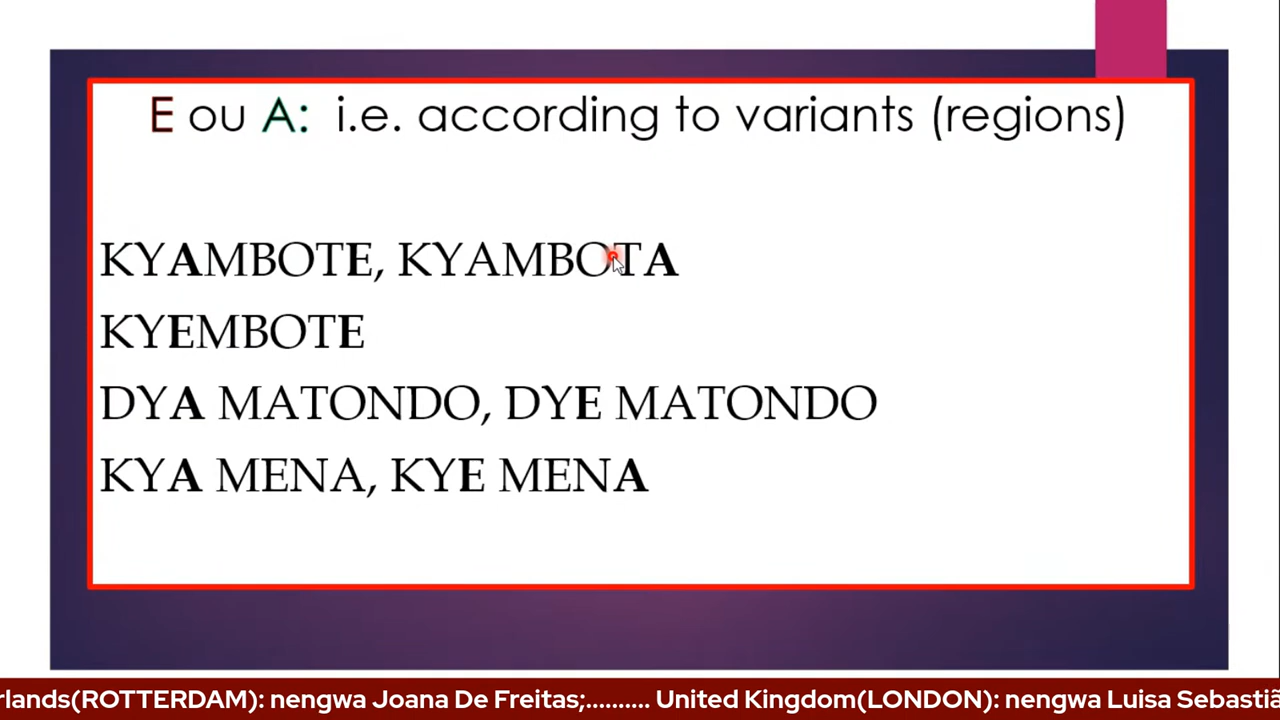 E ou A: i.e. according to variants (regions)
KYAMBOTE, KYAMBOTA
KYEMBOTE
DYA MATONDO, DYE MATONDO
KYA MENA, KYE MENA
rlands(ROTTERDAM): nengwa Joana De Freitas;.......... United Kingdom(LONDON): nengwa Luisa Sebastiã